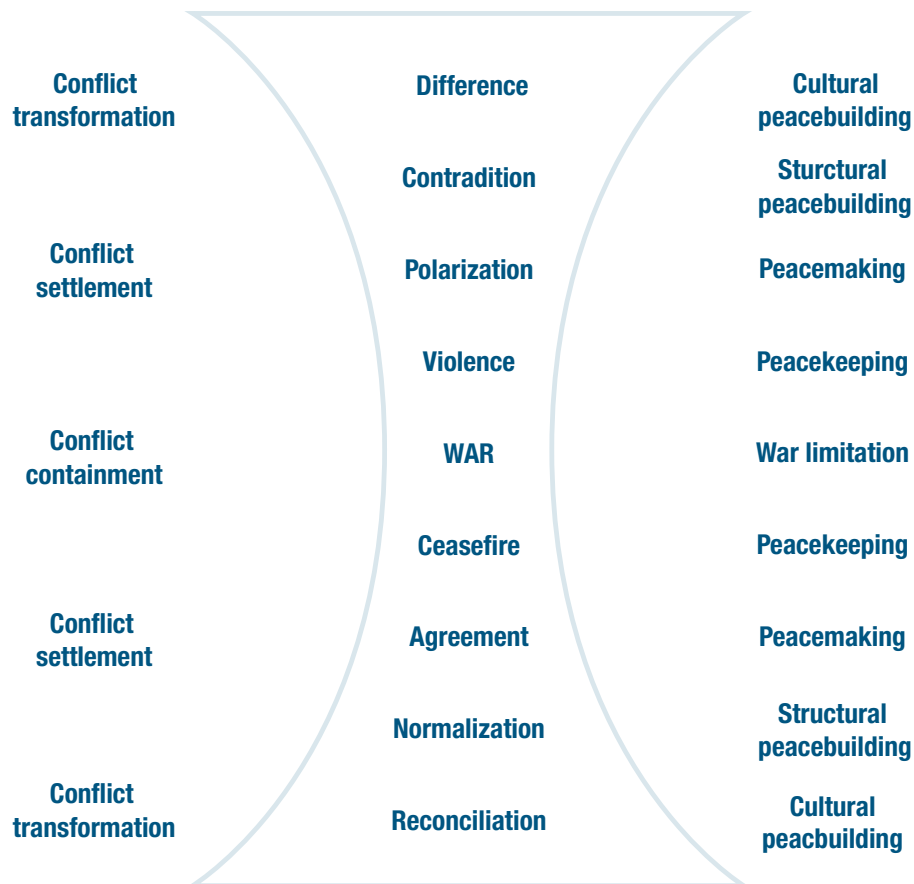 Conflict
transformation
Difference
Cultural
peacebuilding
Contradition
Sturctural
peacebuilding
Conflict
settlement
Polarization
Peacemaking
Violence
Peacekeeping
Conflict
containment
WAR
War limitation
Ceasefire
Peacekeeping
Conflict
settlement
Agreement
Peacemaking
Normalization
Structural
peacebuilding
Conflict
transformation
Reconciliation
Cultural
peacbuilding